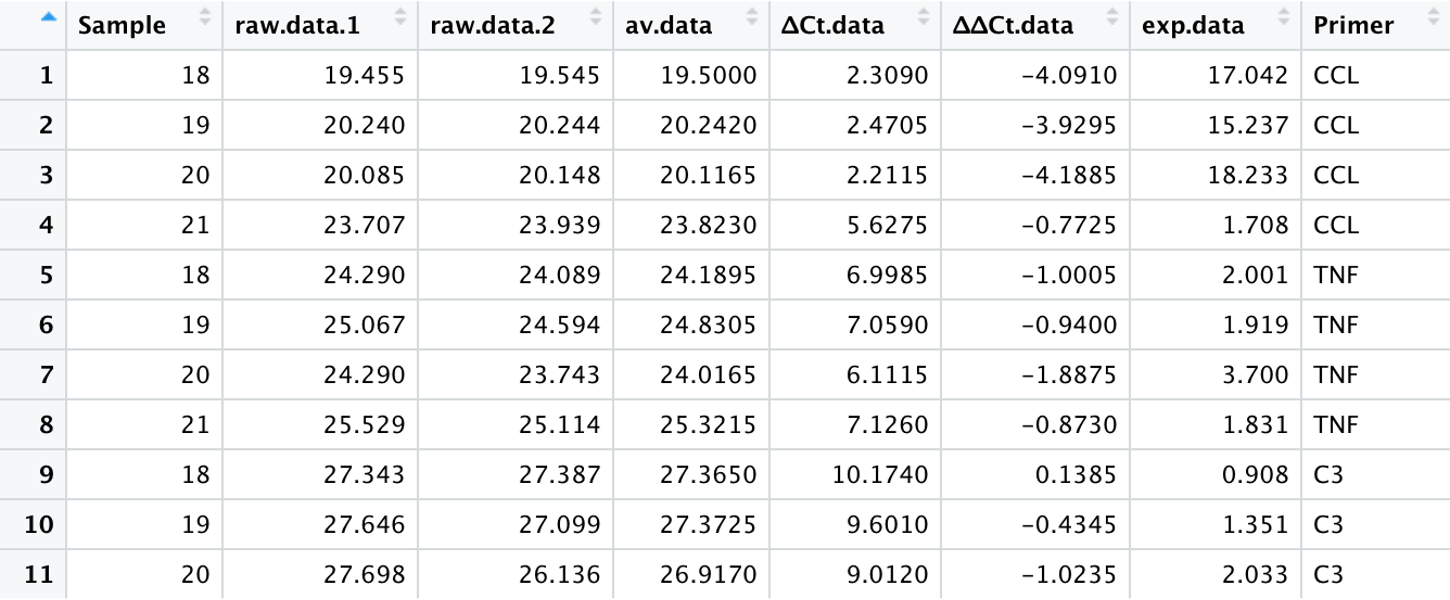 Sample raw.data.1 raw.data.2 av.data ΔCt.data ΔΔCt.data exp.data Primer
1 18 19.455 19.545 19.5000 2.3090 -4.0910 17.042 CCL
2 19 20.240 20.244 20.2420 2.4705 -3.9295 15.237 CCL
3 20 20.085 20.148 20.1165 2.2115 -4.1885 18.233 CCL
4 21 23.707 23.939 23.8230 5.6275 -0.7725 1.708 CCL
5 18 24.290 24.089 24.1895 6.9985 -1.0005 2.001 TNF
6 19 25.067 24.594 24.8305 7.0590 -0.9400 1.919 TNF
7 20 24.290 23.743 24.0165 6.1115 -1.8875 3.700 TNF
8 21 25.529 25.114 25.3215 7.1260 -0.8730 1.831 TNF
9 18 27.343 27.387 27.3650 10.1740 0.1385 0.908 C3
10 19 27.646 27.099 27.3725 9.6010 -0.4345 1.351 C3
11 20 27.698 26.136 26.9170 9.0120 -1.0235 2.033 C3